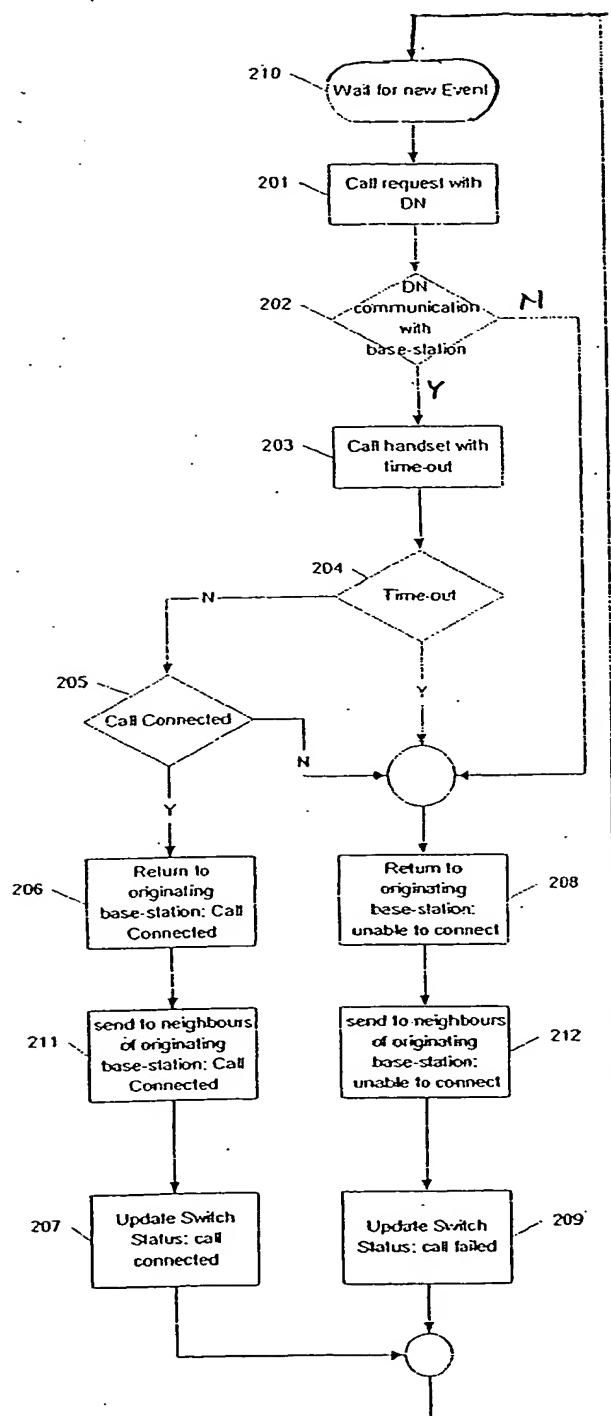 210
Wait for new Event
201
Call request with
DN
202
DN
communication
with
base-station
N
Y
203
Call handset with
time-out
204
Time-out
N
Y
205
Call Connected
N
Y
206
Return to
originating
base-station: Call
Connected
Return to
originating
base-station:
unable to connect
208
211
send to neighbours
of originating
base-station: Call
Connected
send to neighbours
of originating
base-station:
unable to connect
212
207
Update Switch
Status: call
connected
Update Switch
Status: call failed
209